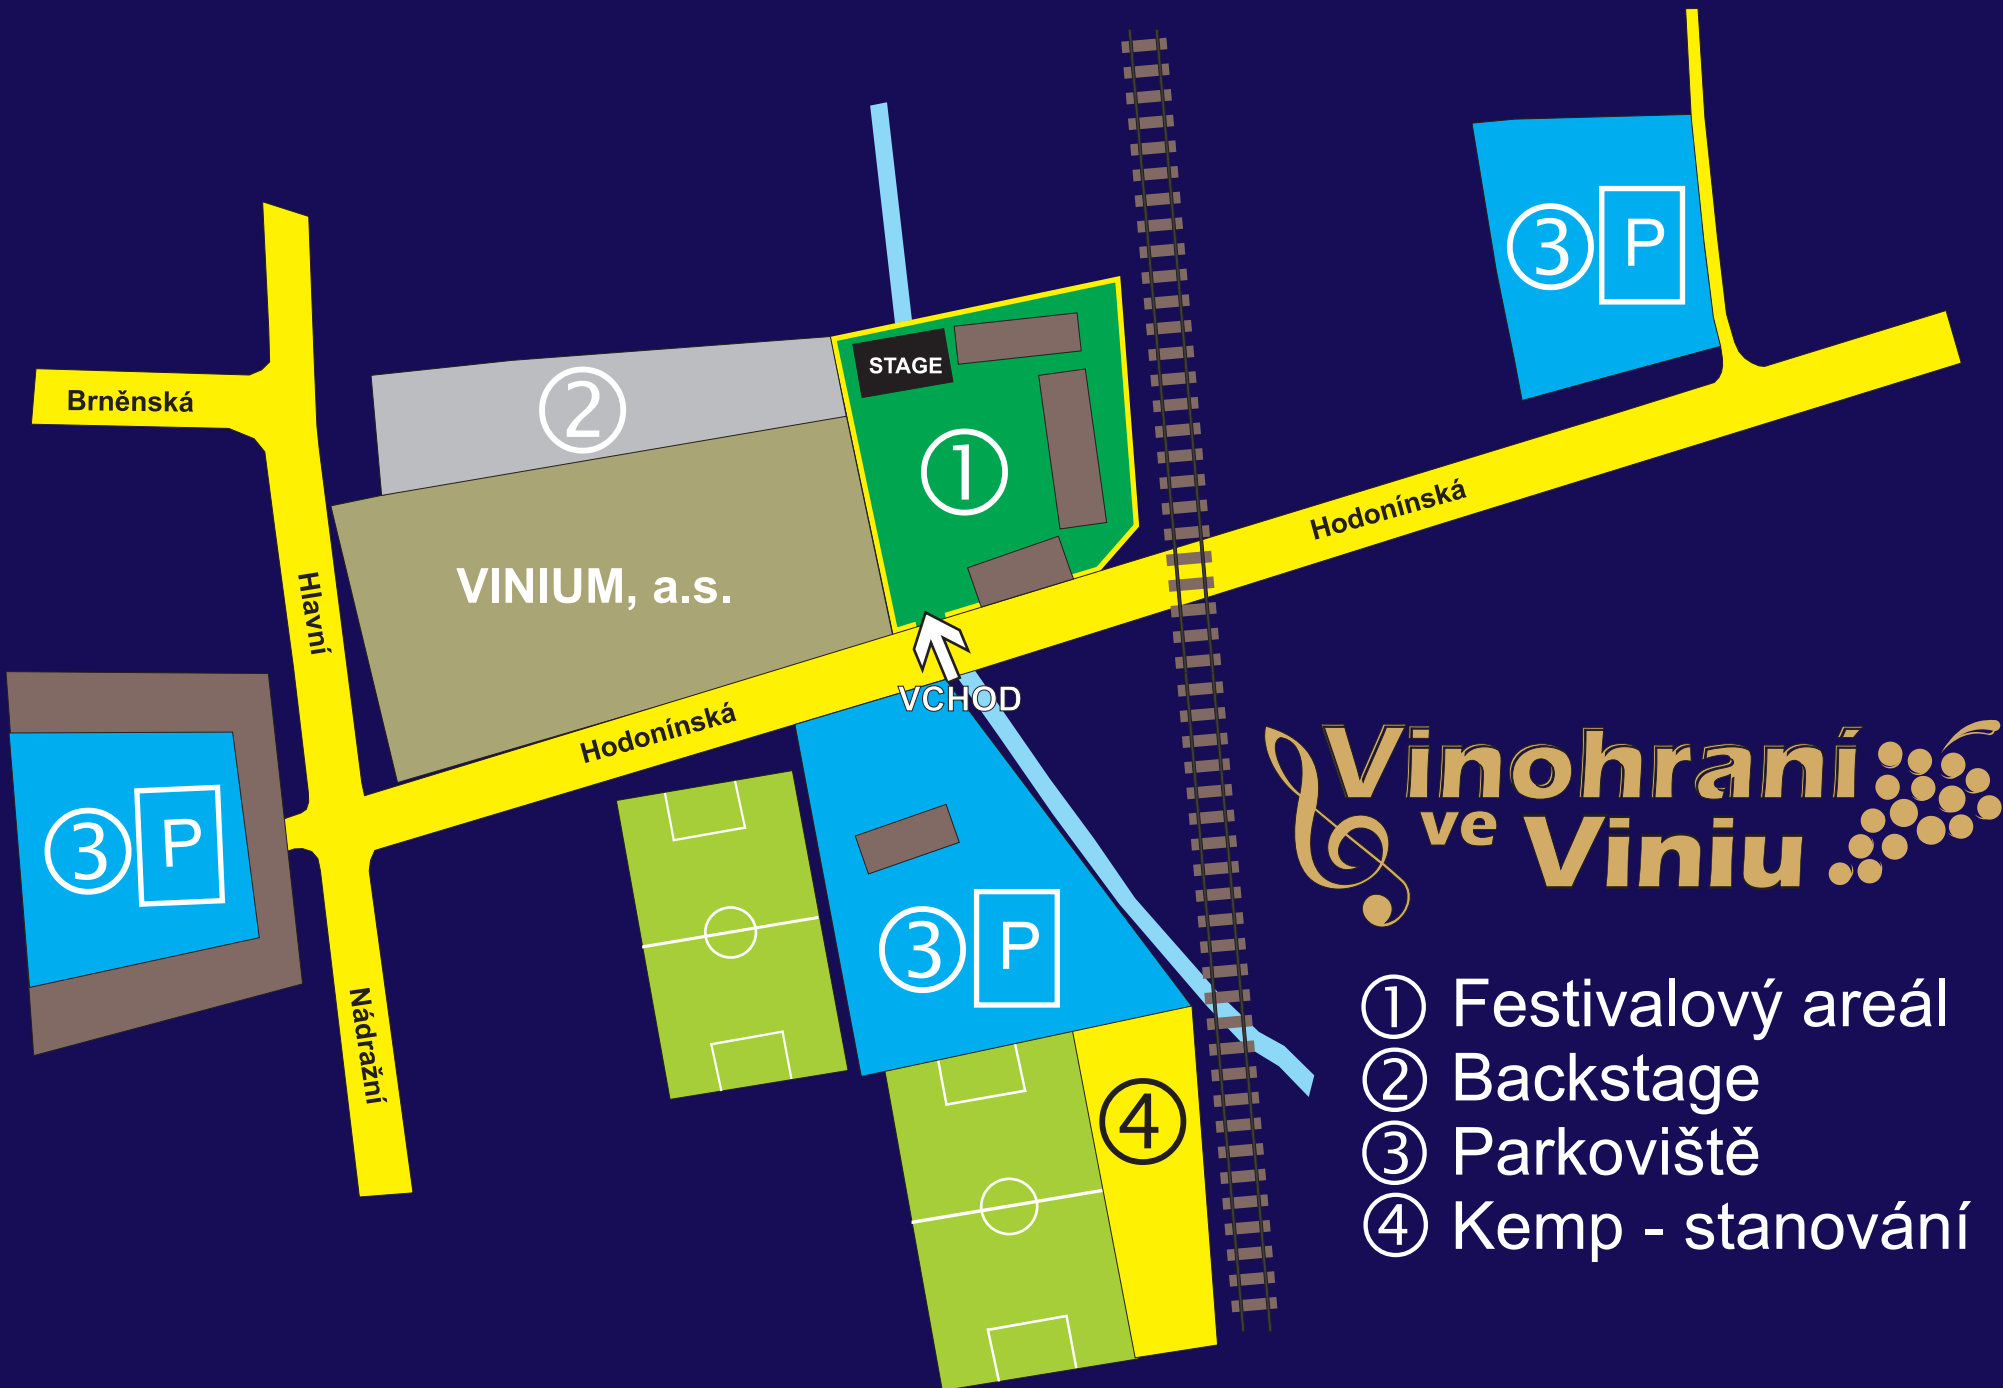 ③ P
STAGE
Brněnská
②
①
Hodonínská
VINIUM, a.s.
Hlavní
VCHOD
Hodonínská
③ P
③ P
Nádražní
④
Vinohraní
ve Viniu
① Festivalový areál
② Backstage
③ Parkoviště
④ Kemp - stanování